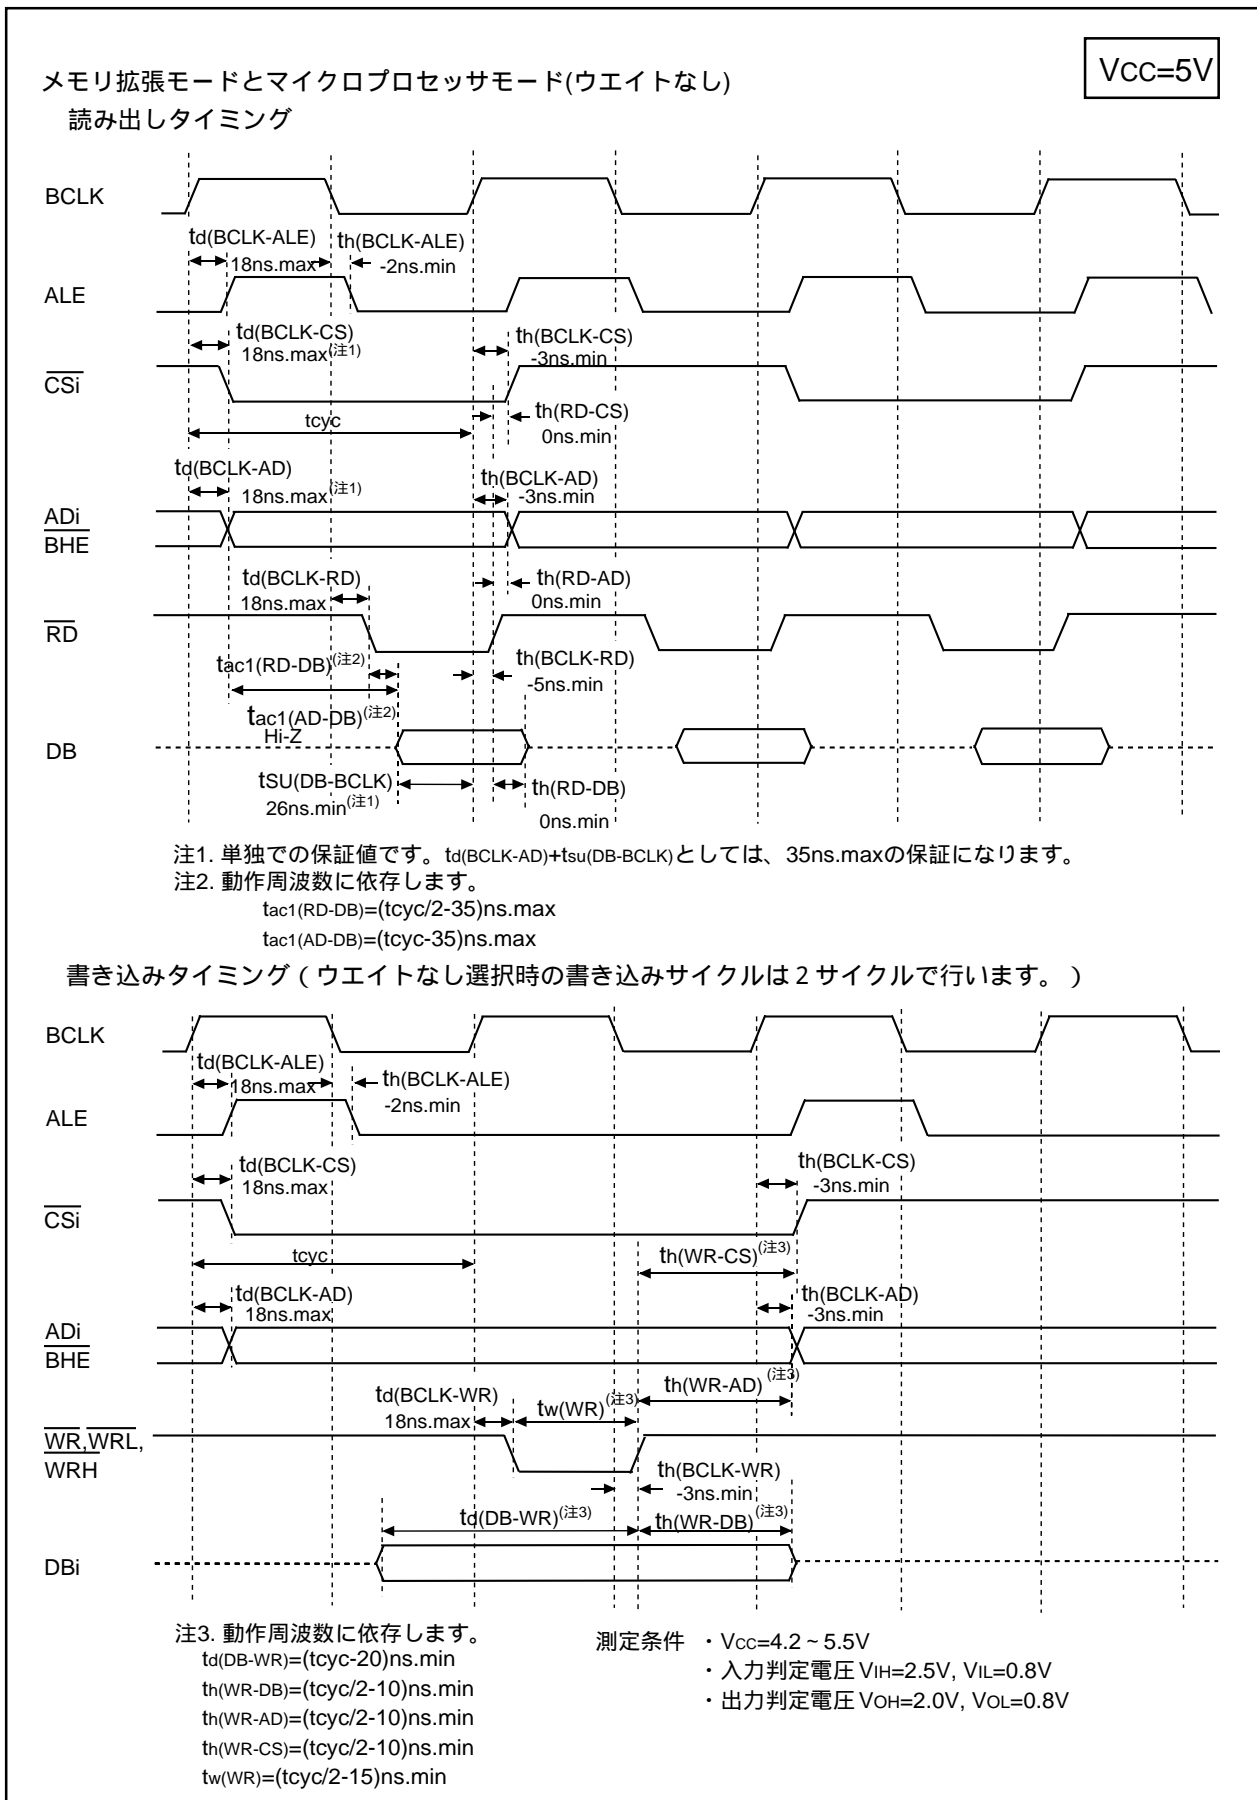 VCC=5V
メモリ拡張モードとマイクロプロセッサモード(ウエイトなし)
読み出しタイミング
BCLK
td(BCLK-ALE)
18ns.max
th(BCLK-ALE)
-2ns.min
ALE
td(BCLK-CS)
18ns.max(注1)
th(BCLK-CS)
-3ns.min
CSi
tcyc
th(RD-CS)
0ns.min
td(BCLK-AD)
18ns.max(注1)
th(BCLK-AD)
-3ns.min
ADi
BHE
td(BCLK-RD)
18ns.max
th(RD-AD)
0ns.min
RD
tac1(RD-DB)(注2)
th(BCLK-RD)
-5ns.min
tac1(AD-DB)(注2)
Hi-Z
DB
tSU(DB-BCLK)
26ns.min(注1)
th(RD-DB)
0ns.min
注1. 単独での保証値です。td(BCLK-AD)+tsu(DB-BCLK)としては、35ns.maxの保証になります。
注2. 動作周波数に依存します。
tac1(RD-DB)=(tcyc/2-35)ns.max
tac1(AD-DB)=(tcyc-35)ns.max
書き込みタイミング(ウエイトなし選択時の書き込みサイクルは2サイクルで行います。)
BCLK
td(BCLK-ALE)
18ns.max
th(BCLK-ALE)
-2ns.min
ALE
td(BCLK-CS)
18ns.max
th(BCLK-CS)
-3ns.min
CSi
tcyc
th(WR-CS)(注3)
td(BCLK-AD)
18ns.max
th(BCLK-AD)
-3ns.min
ADi
BHE
td(BCLK-WR)
18ns.max
tw(WR)(注3)
th(WR-AD)(注3)
WR,WRL,
WRH
th(BCLK-WR)
-3ns.min
td(DB-WR)(注3)
th(WR-DB)(注3)
DBi
注3. 動作周波数に依存します。
td(DB-WR)=(tcyc-20)ns.min
th(WR-DB)=(tcyc/2-10)ns.min
th(WR-AD)=(tcyc/2-10)ns.min
th(WR-CS)=(tcyc/2-10)ns.min
tw(WR)=(tcyc/2-15)ns.min
測定条件 ・VCC=4.2～5.5V
・入力判定電圧 VIH=2.5V, VIL=0.8V
・出力判定電圧 VOH=2.0V, VOL=0.8V